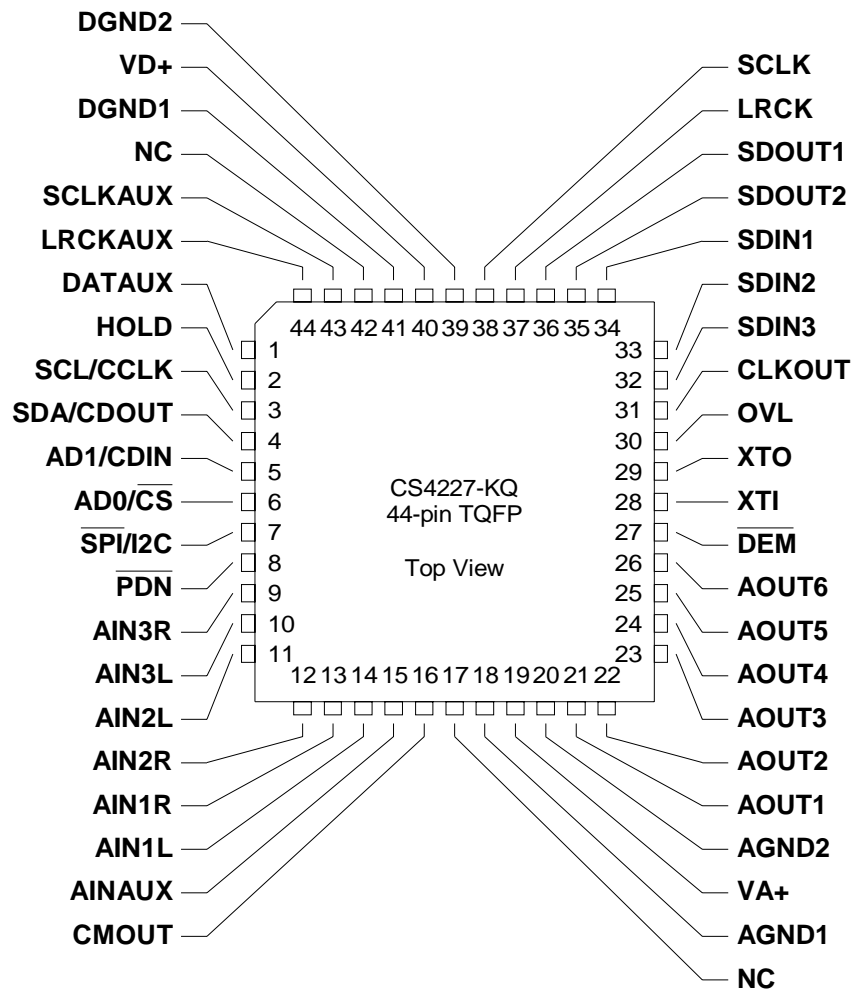 DGND2
VD+
DGND1
NC
SCLKAUX
LRCKAUX
DATAUX
HOLD
SCL/CCLK
SDA/CDOUT
AD1/CDIN
AD0/C̅S̅
S̅P̅I̅/I2C
P̅D̅N̅
AIN3R
AIN3L
AIN2L
AIN2R
AIN1R
AIN1L
AINAUX
CMOUT
44 43 42 41 40 39 38 37 36 35 34
1
2
3
4
5
6
7
8
9
10
11
CS4227-KQ
44-pin TQFP
Top View
33
32
31
30
29
28
27
26
25
24
23
12 13 14 15 16 17 18 19 20 21 22
SCLK
LRCK
SDOUT1
SDOUT2
SDIN1
SDIN2
SDIN3
CLKOUT
OVL
XTO
XTI
D̅E̅M̅
AOUT6
AOUT5
AOUT4
AOUT3
AOUT2
AOUT1
AGND2
VA+
AGND1
NC